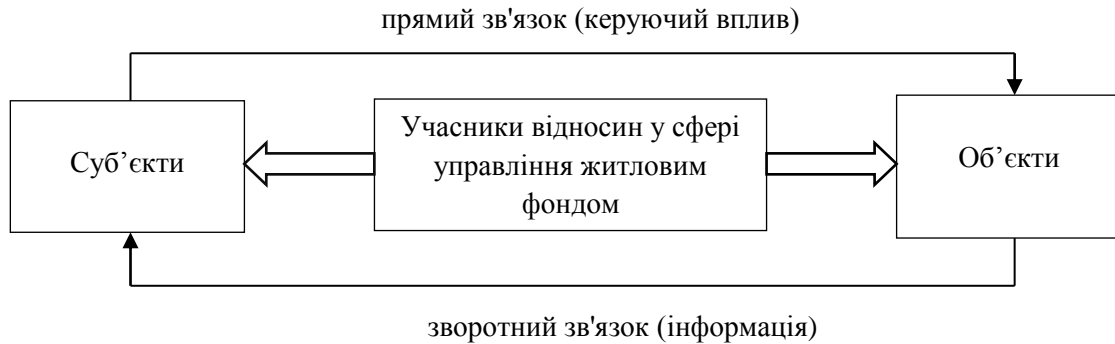 прямий зв'язок (керуючий вплив)
Суб’єкти
Учасники відносин у сфері
управління житловим
фондом
Об’єкти
зворотний зв'язок (інформація)